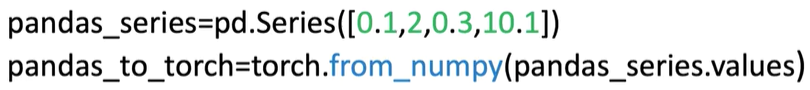 pandas_series=pd.Series([0.1,2,0.3,10.1])
pandas_to_torch=torch.from_numpy(pandas_series.values)